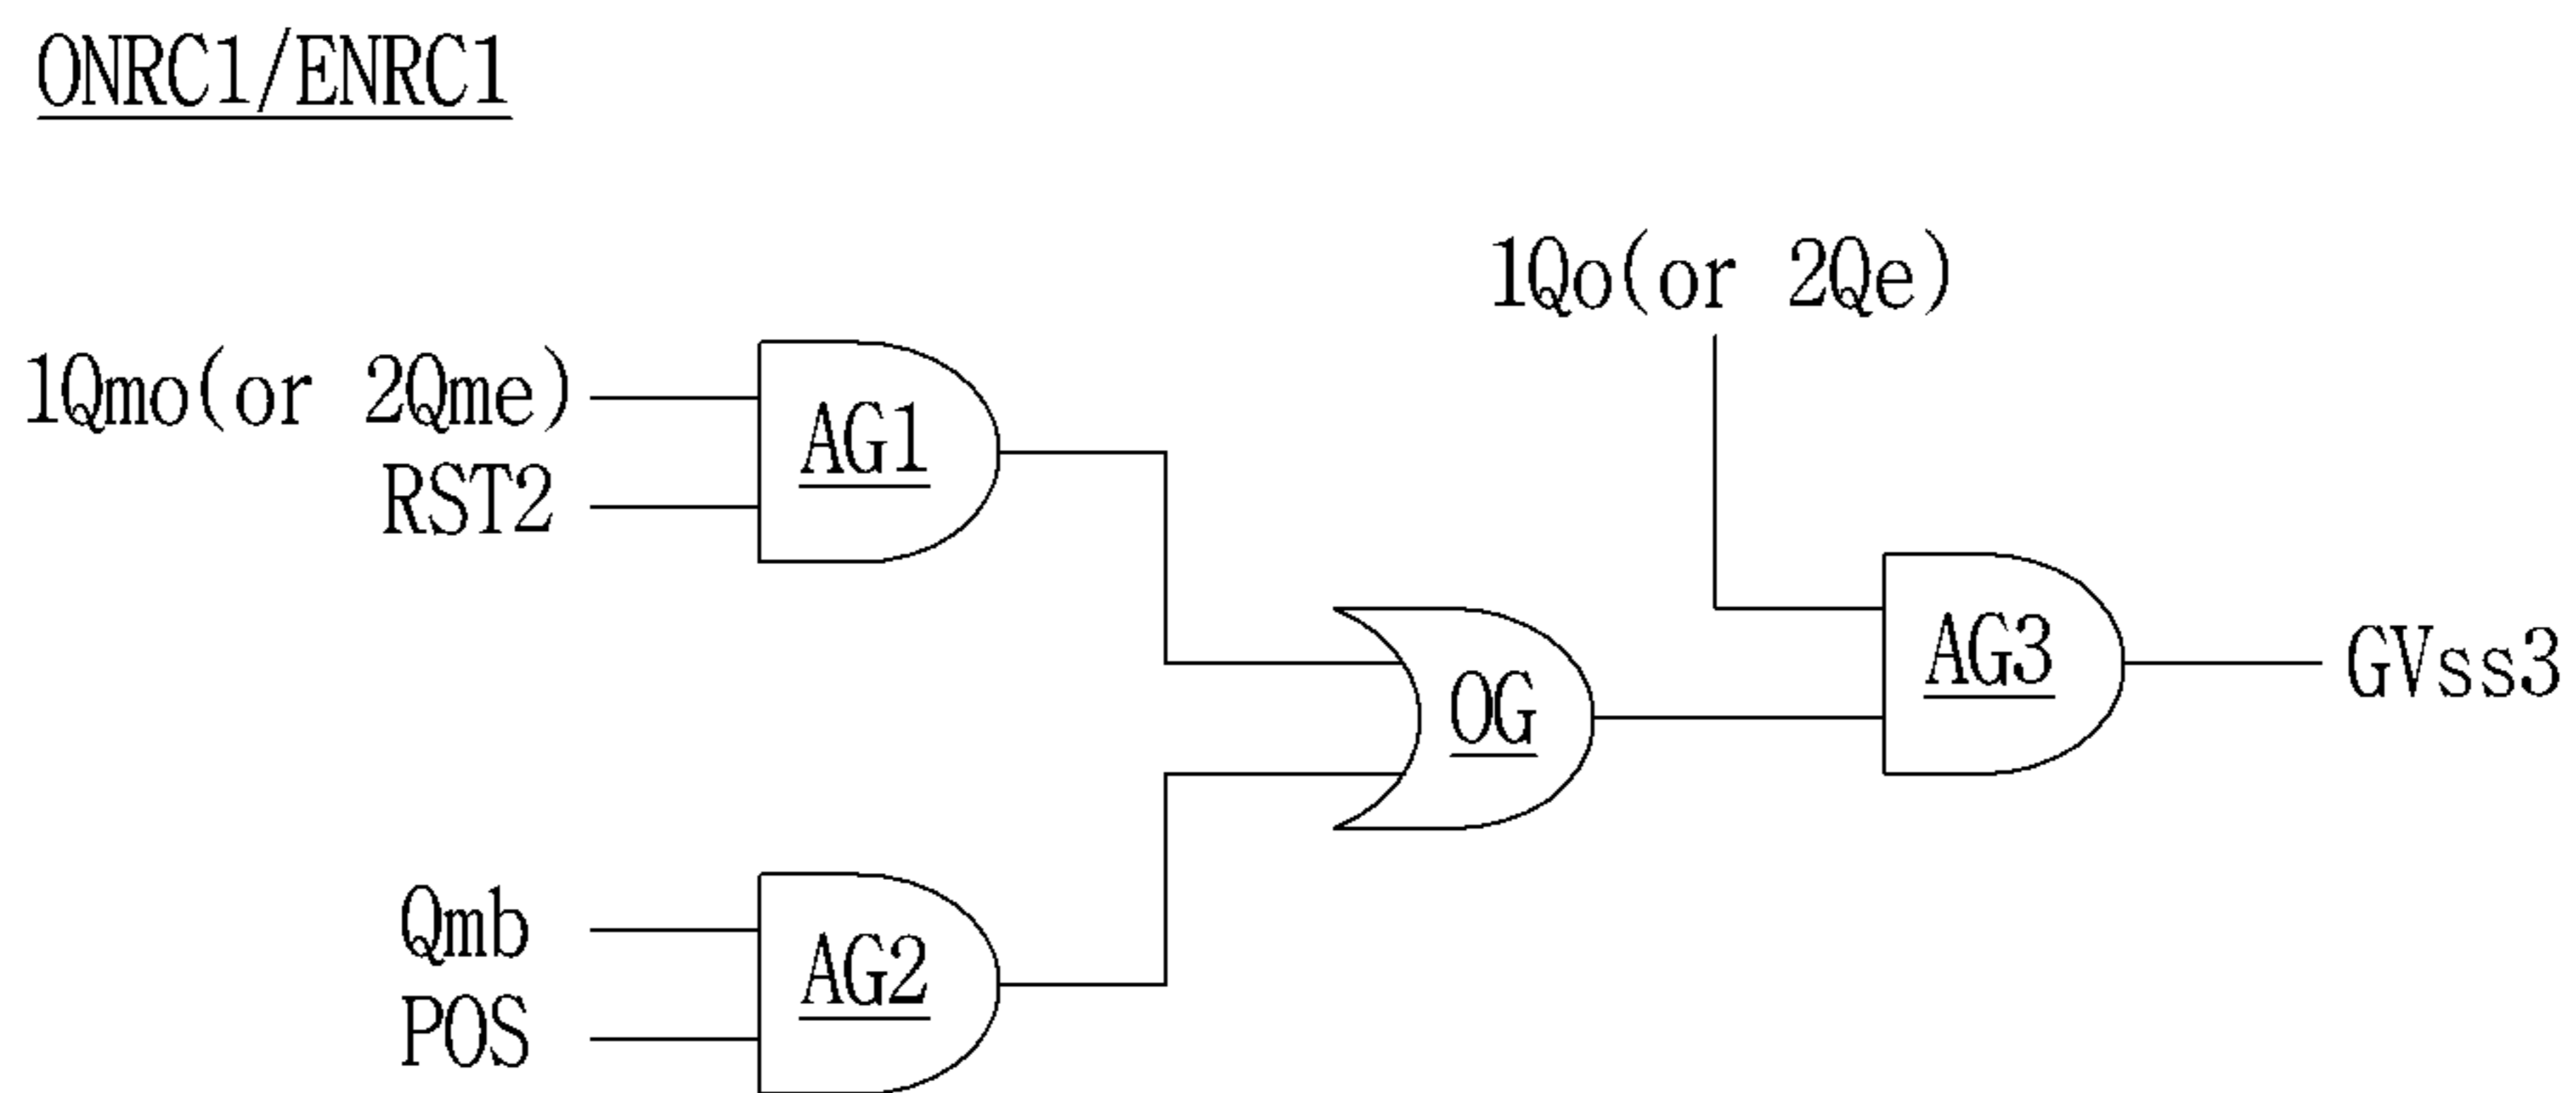 ONRC1/ENRC1
1Qo(or 2Qe)
1Qmo(or 2Qme)
AG1
RST2
AG3
GVss3
OG
Qmb
AG2
POS